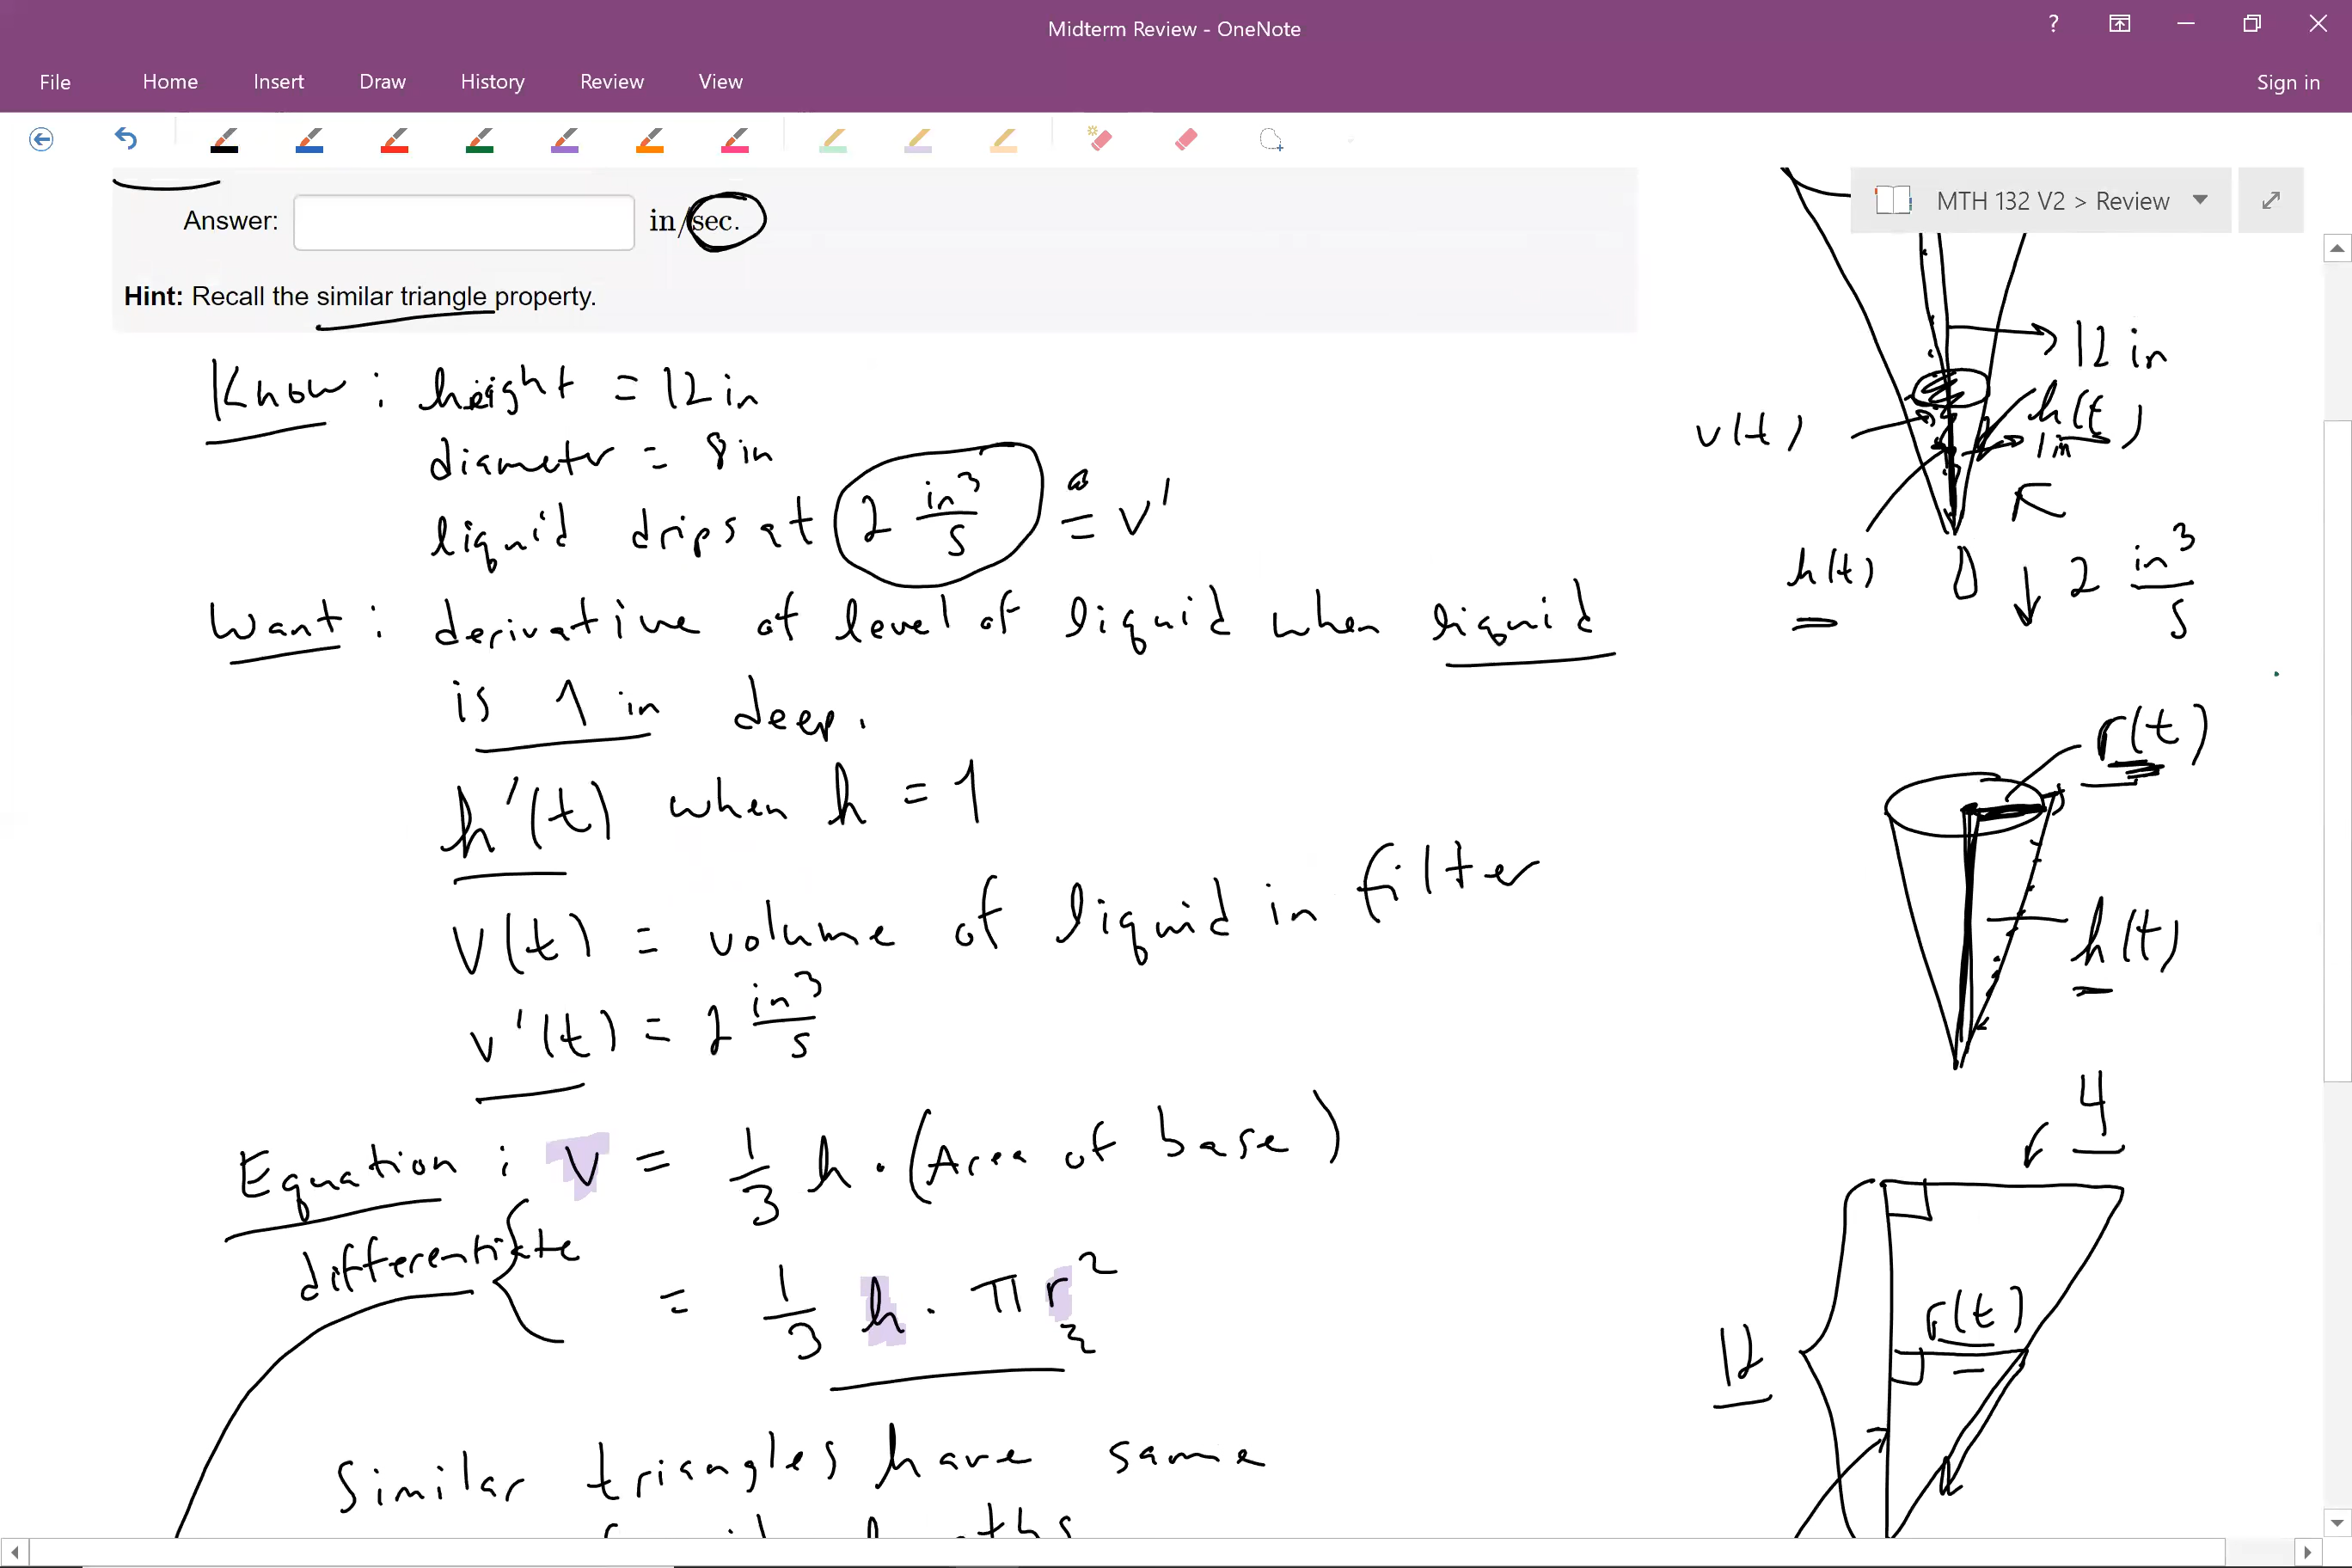 Midterm Review - OneNote
File Home Insert Draw History Review View Sign in
MTH 132 V2 > Review
Answer: in/sec.
Hint: Recall the similar triangle property.
Know: height = 12 in
diameter = 8 in
liquid drips at 2 in³/s = V'
Want: derivative of level of liquid when liquid
is 1 in deep.
h'(t) when h = 1
V(t) = volume of liquid in filter
v'(t) = 2 in³/s
Equation: V = 1/3 h · (Area of base)
differentiate
= 1/3 h · π r²
Similar triangles have same
12 in
v(t)
h(t)
1 in
h(t)
2 in³/s
r(t)
h(t)
4
r(t)
12